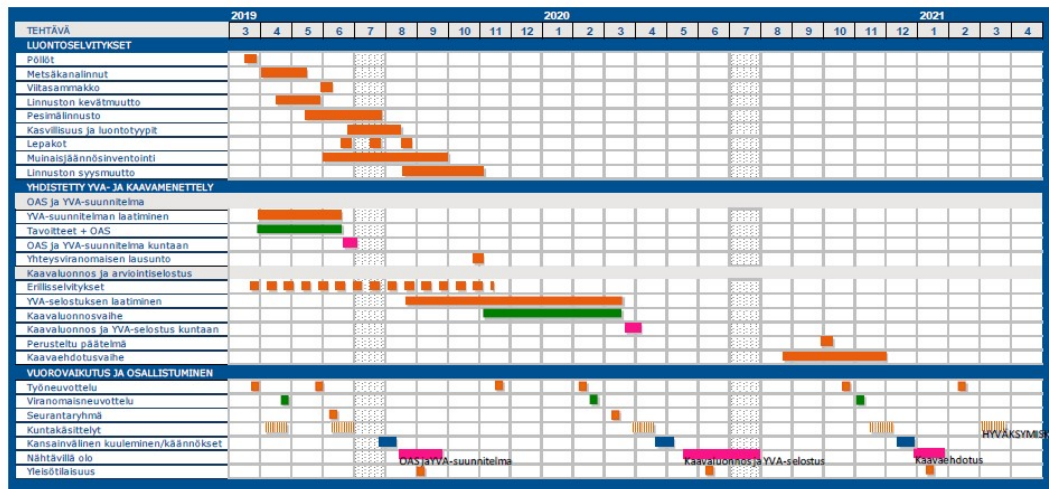 2019 2020 2021
TEHTÄVÄ 3 4 5 6 7 8 9 10 11 12 1 2 3 4 5 6 7 8 9 10 11 12 1 2 3 4
LUONTOSELVITYKSET
Pöllöt
Metsäkanalinnut
Viitasammakko
Linnuston kevätmuutto
Pesimälinnusto
Kasvillisuus ja luontotyypit
Lepakot
Muinaisjäännösinventointi
Linnuston syysmuutto
YHDISTETTY YVA- JA KAAVAMENETTELY
OAS ja YVA-suunnitelma
YVA-suunnitelman laatiminen
Tavoitteet + OAS
OAS ja YVA-suunnitelma kuntaan
Yhteysviranomaisen lausunto
Kaavaluonnos ja arviointiselostus
Erillisselvitykset
YVA-selostuksen laatiminen
Kaavaluonnosvaihe
Kaavaluonnos ja YVA-selostus kuntaan
Perusteltu päätelmä
Kaavaehdotusvaihe
VUOROVAIKUTUS JA OSALLISTUMINEN
Työneuvottelu
Viranomaisneuvottelu
Seurantaryhmä
Kuntakäsittelyt
Kansainvälinen kuuleminen/käännökset HYVÄKSYMISK
Nähtävillä olo OAS ja YVA-suunnitelma Kaavaluonnos ja YVA-selostus Kaavaehdotus
Yleisötilaisuus